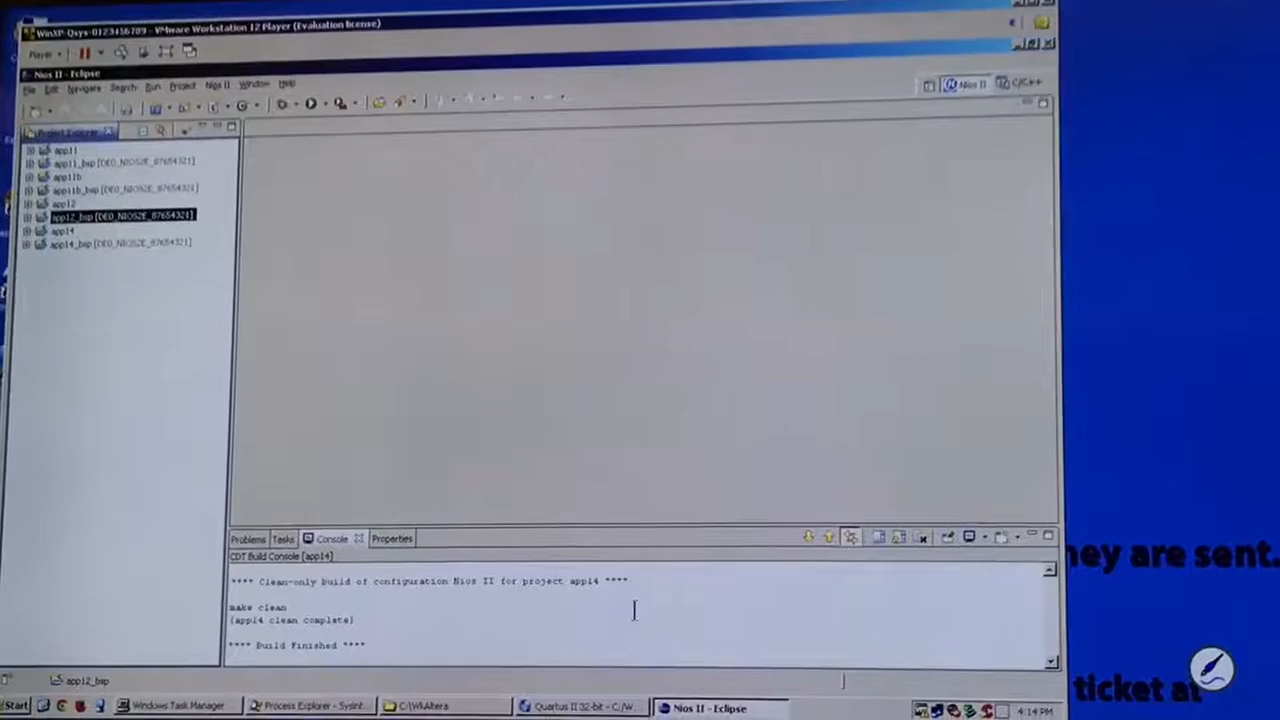 WinXP-Qsys-0123456789 - VMware Workstation 12 Player (Evaluation license)
Player
Nios II - Eclipse
File Edit Navigate Search Run Project Nios II Window Help
Nios II C/C++
Project Explorer
app11
app11_bsp [DE0_NIOS2E_87654321]
app11b
app11b_bsp [DE0_NIOS2E_87654321]
app12
app12_bsp [DE0_NIOS2E_87654321]
app14
app14_bsp [DE0_NIOS2E_87654321]
Problems Tasks Console Properties
CDT Build Console [app14]
**** Clean-only build of configuration Nios II for project app14 ****
make clean
[app14 clean complete]
**** Build Finished ****
app12_bsp
Start Windows Task Manager Process Explorer - Sysint... C:\WkAltera Quartus II 32-bit - C:/W... Nios II - Eclipse 4:14 PM
hey are sent.
ticket at